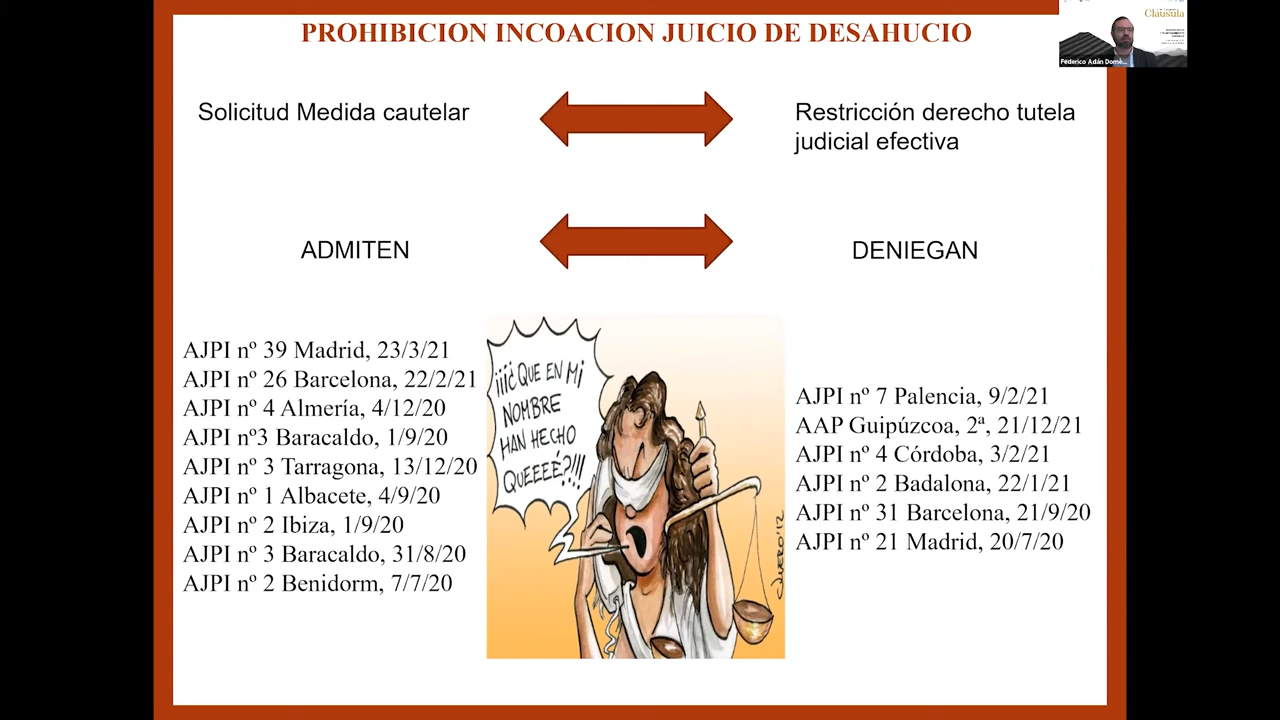 PROHIBICION INCOACION JUICIO DE DESAHUCIO
Cláusula
Federico Adán Domè...
Solicitud Medida cautelar
Restricción derecho tutela
judicial efectiva
ADMITEN
DENIEGAN
AJPI nº 39 Madrid, 23/3/21
AJPI nº 26 Barcelona, 22/2/21
AJPI nº 4 Almería, 4/12/20
AJPI nº3 Baracaldo, 1/9/20
AJPI nº 3 Tarragona, 13/12/20
AJPI nº 1 Albacete, 4/9/20
AJPI nº 2 Ibiza, 1/9/20
AJPI nº 3 Baracaldo, 31/8/20
AJPI nº 2 Benidorm, 7/7/20
¡¡¡¿QUE EN MI
NOMBRE
HAN HECHO
QUEEEÉ?!!!
AJPI nº 7 Palencia, 9/2/21
AAP Guipúzcoa, 2ª, 21/12/21
AJPI nº 4 Córdoba, 3/2/21
AJPI nº 2 Badalona, 22/1/21
AJPI nº 31 Barcelona, 21/9/20
AJPI nº 21 Madrid, 20/7/20